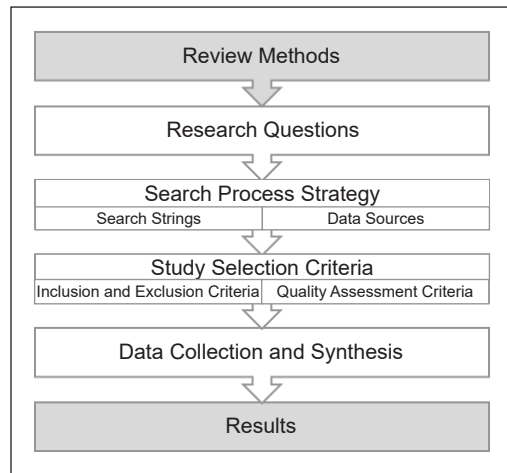 Review Methods
Research Questions
Search Process Strategy
Search Strings
Data Sources
Study Selection Criteria
Inclusion and Exclusion Criteria
Quality Assessment Criteria
Data Collection and Synthesis
Results